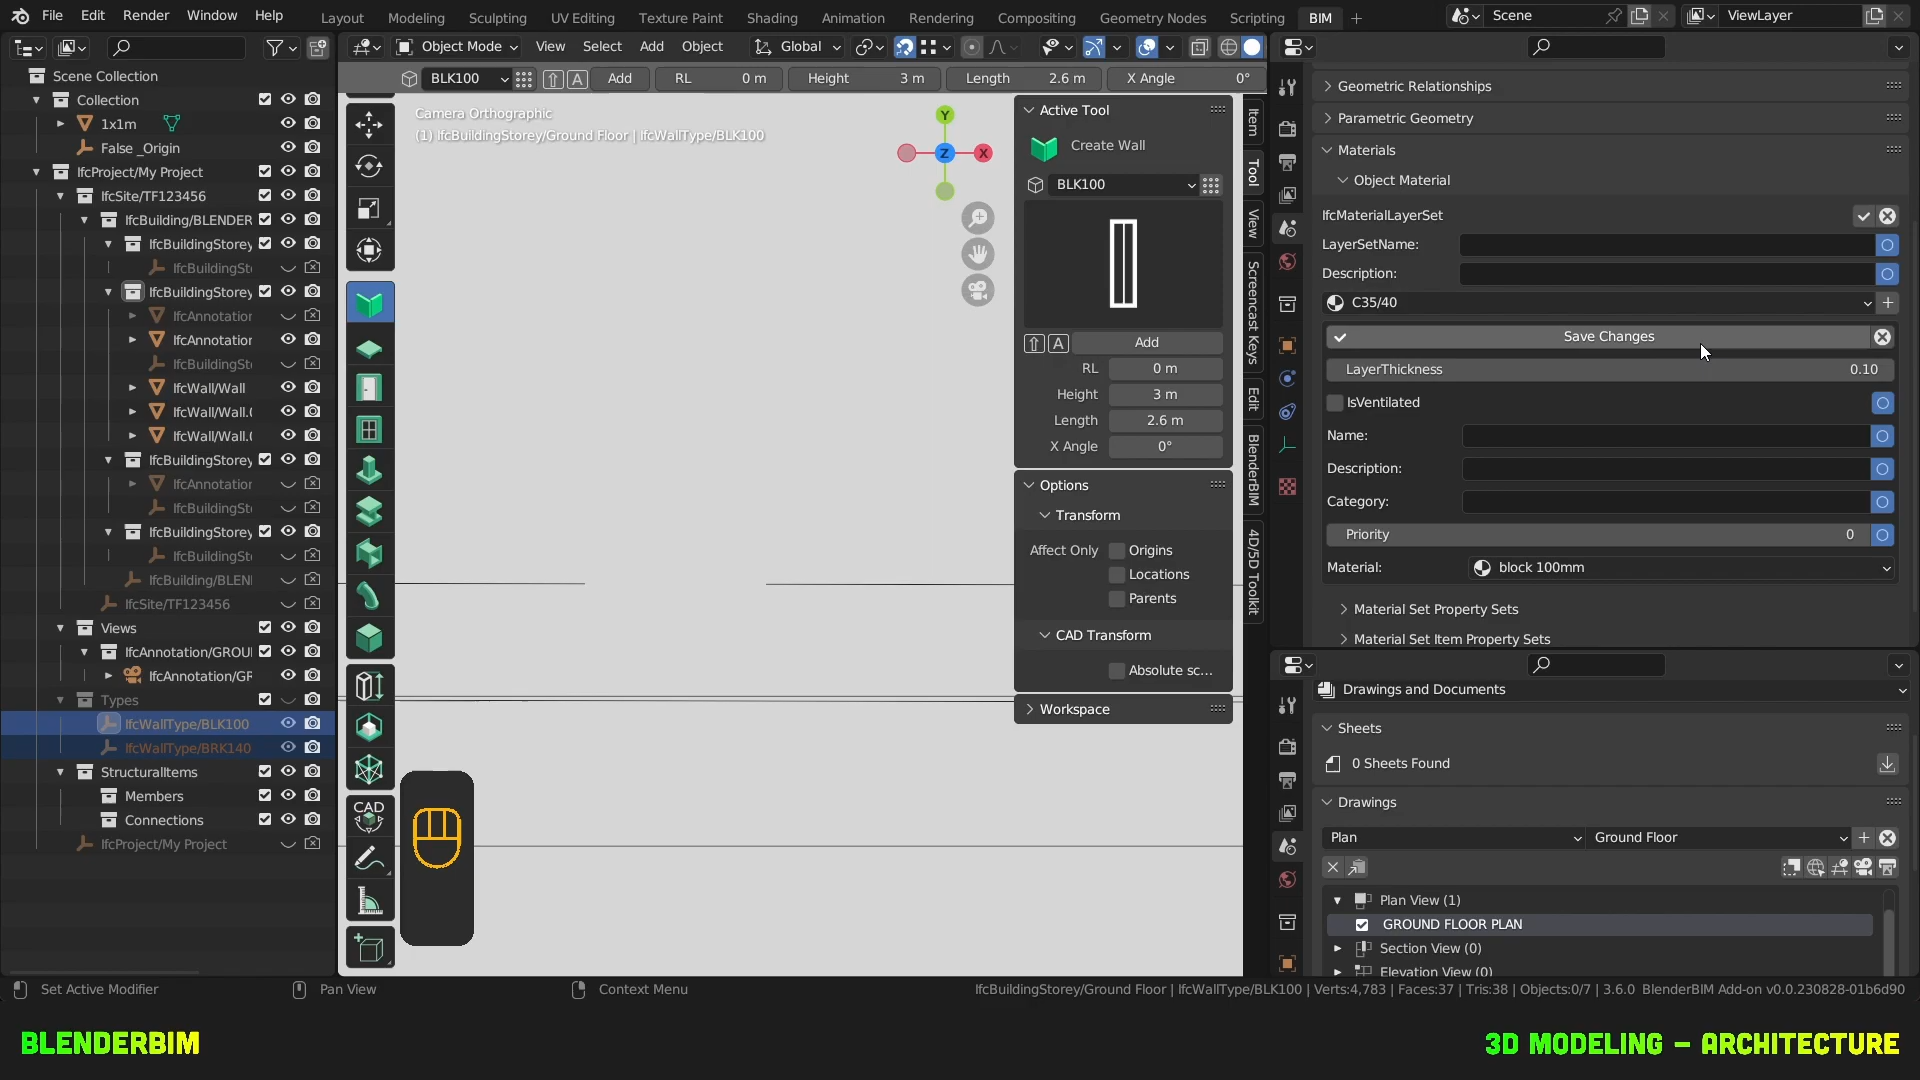 File Edit Render Window Help
Layout Modeling Sculpting UV Editing Texture Paint Shading Animation Rendering Compositing Geometry Nodes Scripting BIM
Scene ViewLayer
Object Mode View Select Add Object Global
BLK100 A Add RL 0 m Height 3 m Length 2.6 m X Angle 0°
Scene Collection
Collection
1x1m
False _Origin
IfcProject/My Project
IfcSite/TF123456
IfcBuilding/BLENDER
IfcBuildingStorey
IfcBuildingSt
IfcBuildingStorey
IfcAnnotation
IfcAnnotation
IfcBuildingSt
IfcWall/Wall
IfcWall/Wall.
IfcWall/Wall.
IfcBuildingStorey
IfcAnnotation
IfcBuildingSt
IfcBuildingStorey
IfcBuildingSt
IfcBuilding/BLEN
IfcSite/TF123456
Views
IfcAnnotation/GROU
IfcAnnotation/GR
Types
IfcWallType/BLK100
IfcWallType/BRK140
StructuralItems
Members
Connections
IfcProject/My Project
Camera Orthographic
(1) IfcBuildingStorey/Ground Floor | IfcWallType/BLK100
Y
Z
X
CAD
Active Tool
Create Wall
BLK100
A Add
RL 0 m
Height 3 m
Length 2.6 m
X Angle 0°
Options
Transform
Affect Only Origins
Locations
Parents
CAD Transform
Absolute sc...
Workspace
Item
Tool
View
Screencast Keys
Edit
BlenderBIM
4D/5D Toolkit
Geometric Relationships
Parametric Geometry
Materials
Object Material
IfcMaterialLayerSet
LayerSetName:
Description:
C35/40
Save Changes
LayerThickness 0.10
IsVentilated
Name:
Description:
Category:
Priority 0
Material: block 100mm
Material Set Property Sets
Material Set Item Property Sets
Drawings and Documents
Sheets
0 Sheets Found
Drawings
Plan Ground Floor
Plan View (1)
GROUND FLOOR PLAN
Section View (0)
Elevation View (0)
Set Active Modifier Pan View Context Menu
IfcBuildingStorey/Ground Floor | IfcWallType/BLK100 | Verts:4,783 | Faces:37 | Tris:38 | Objects:0/7 | 3.6.0 BlenderBIM Add-on v0.0.230828-01b6d90
BLENDERBIM
3D MODELING - ARCHITECTURE